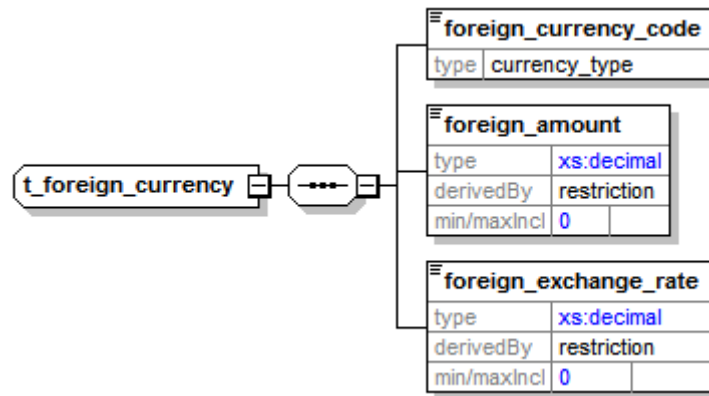 foreign_currency_code
type currency_type
foreign_amount
type xs:decimal
derivedBy restriction
min/maxIncl 0
t_foreign_currency
foreign_exchange_rate
type xs:decimal
derivedBy restriction
min/maxIncl 0